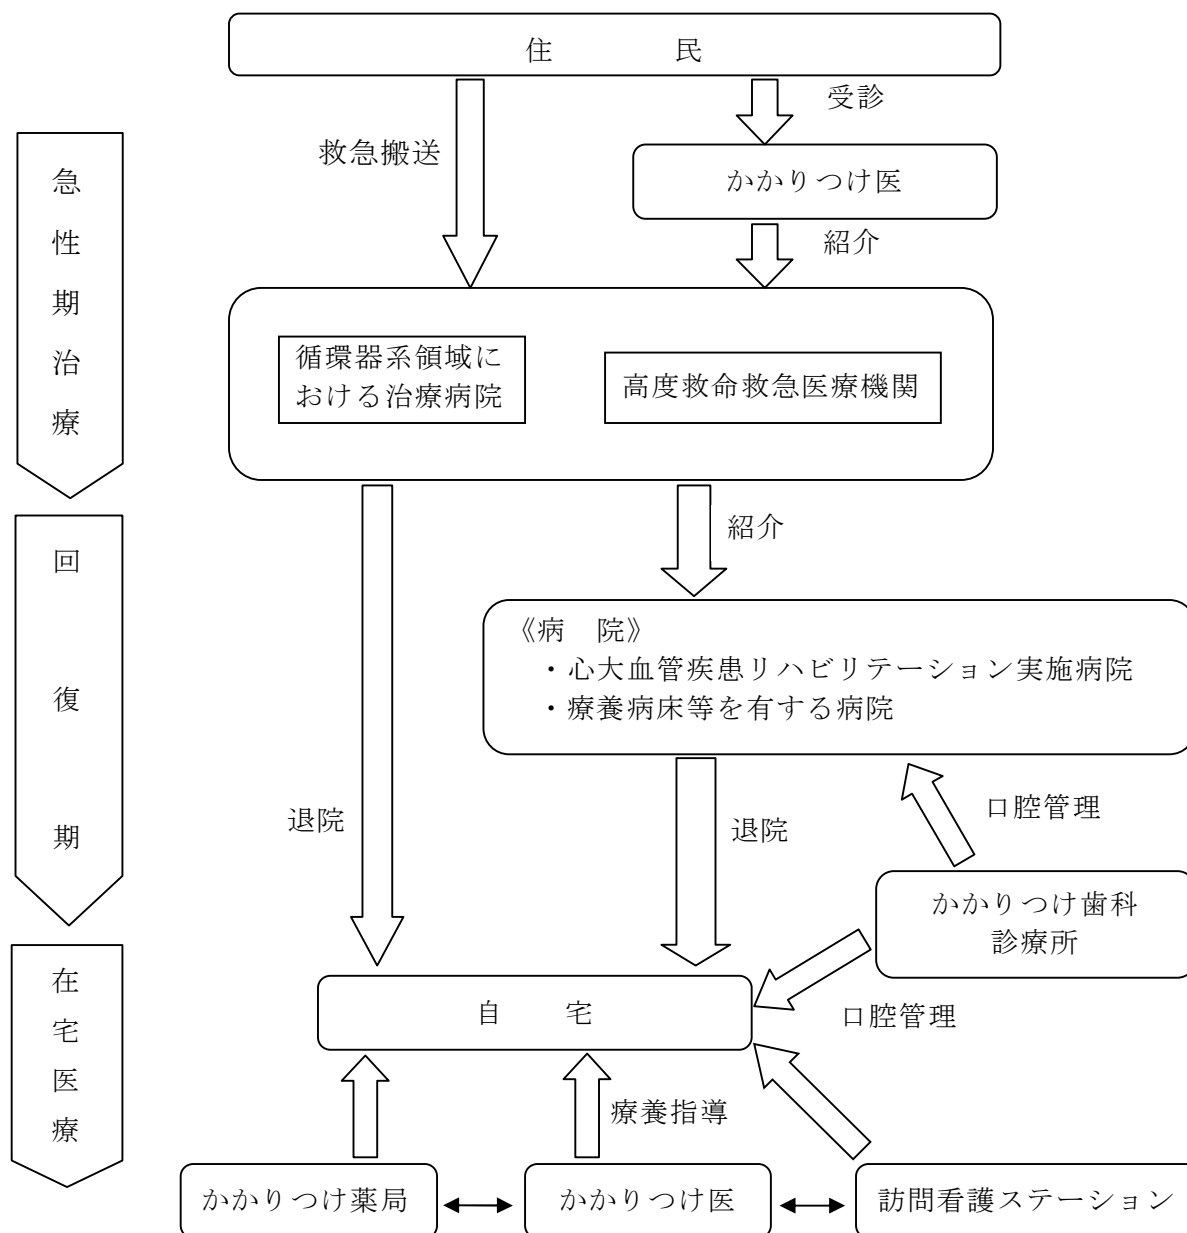 住　民
受診
救急搬送
かかりつけ医
紹介
急性期治療
循環器系領域に
おける治療病院
高度救命救急医療機関
紹介
回復期
《病　院》
・心大血管疾患リハビリテーション実施病院
・療養病床等を有する病院
退院
退院
口腔管理
かかりつけ歯科
診療所
口腔管理
在宅医療
自　宅
療養指導
かかりつけ薬局
かかりつけ医
訪問看護ステーション